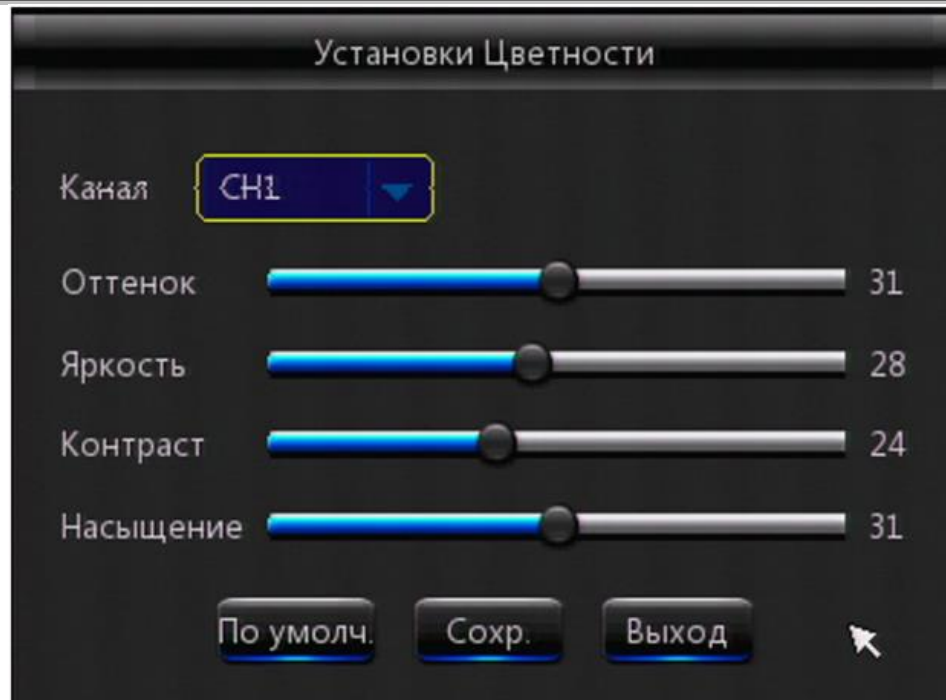 Установки Цветности
Канал CH1
Оттенок 31
Яркость 28
Контраст 24
Насыщение 31
По умолч. Сохр. Выход